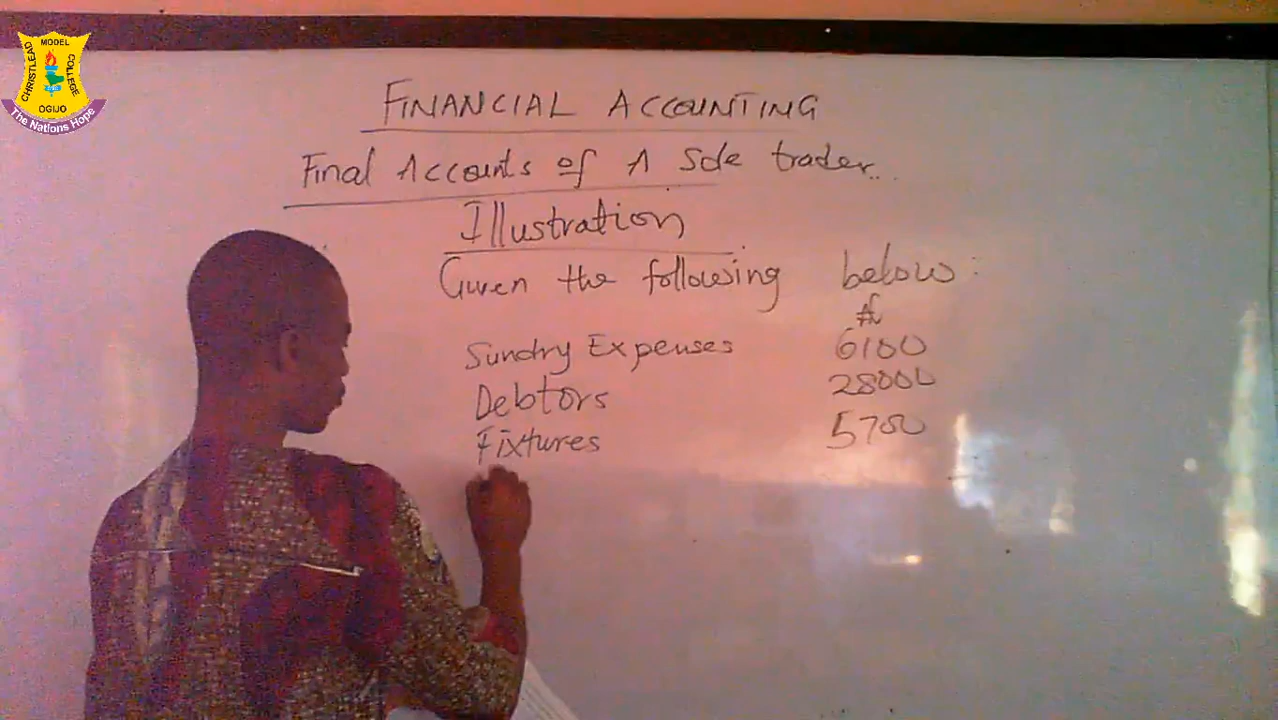 CHRISTLEAD MODEL COLLEGE
OGIJO
The Nations Hope
FINANCIAL ACCOUNTING
Final Accounts of A Sole trader..
Illustration
Given the following below:
₦
Sundry Expenses 6100
Debtors 28000
Fixtures 5700